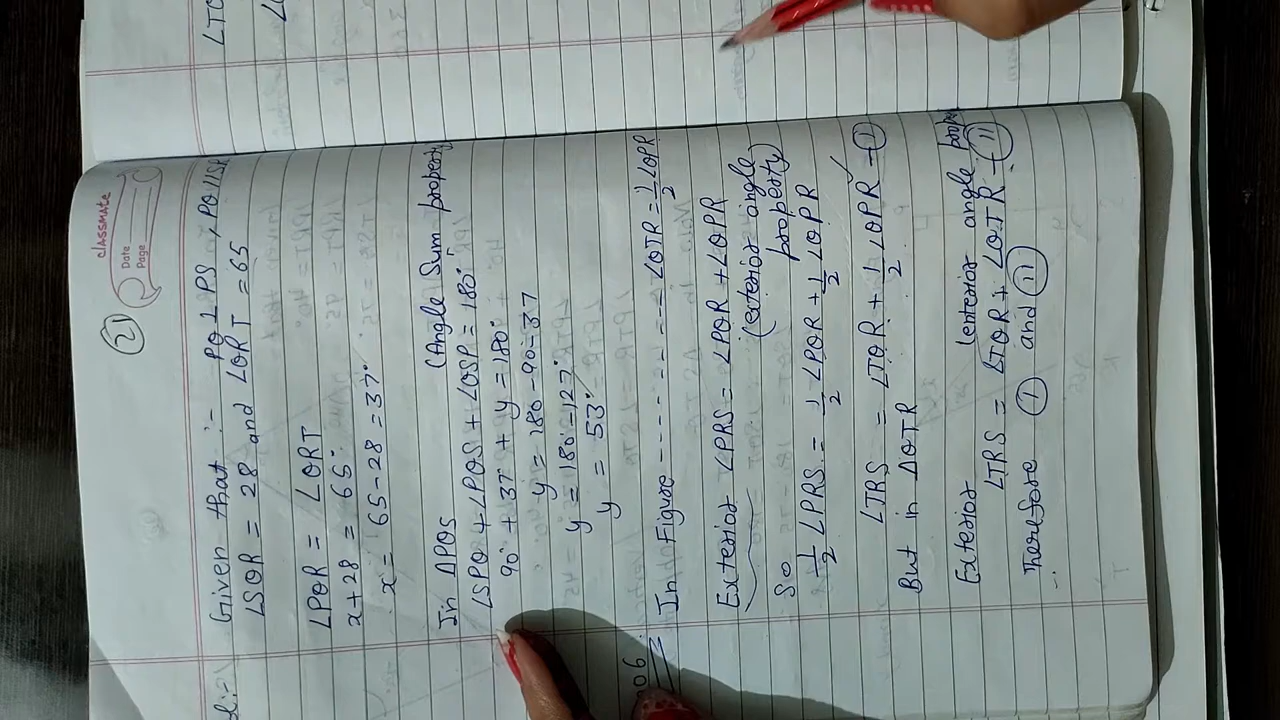 classmate
Date
Page
(21)
Given that :- PQ ⊥ PS, PQ || SR
∠SQR = 28 and ∠QRT = 65
∠PQR = ∠QRT
x + 28 = 65°
x = 65 - 28 = 37°
In ΔPQS (Angle Sum property
∠SPQ + ∠PQS + ∠QSP = 180°
90° + 37° + y = 180°
y = 180 - 90 - 37
y = 180° - 127°
y = 53°
In Figure ------- ∠QTR = 1/2 ∠QPR
Exterior ∠PRS = ∠PQR + ∠QPR
(exterior angle
property)
So
1/2 ∠PRS = 1/2 ∠PQR + 1/2 ∠QPR
∠TRS = ∠TQR + 1/2 ∠QPR - (I)
But in ΔQTR
Exterior (enterior angle
∠TRS = ∠TQR + ∠QTR - (II)
Therefore (I) and (II)